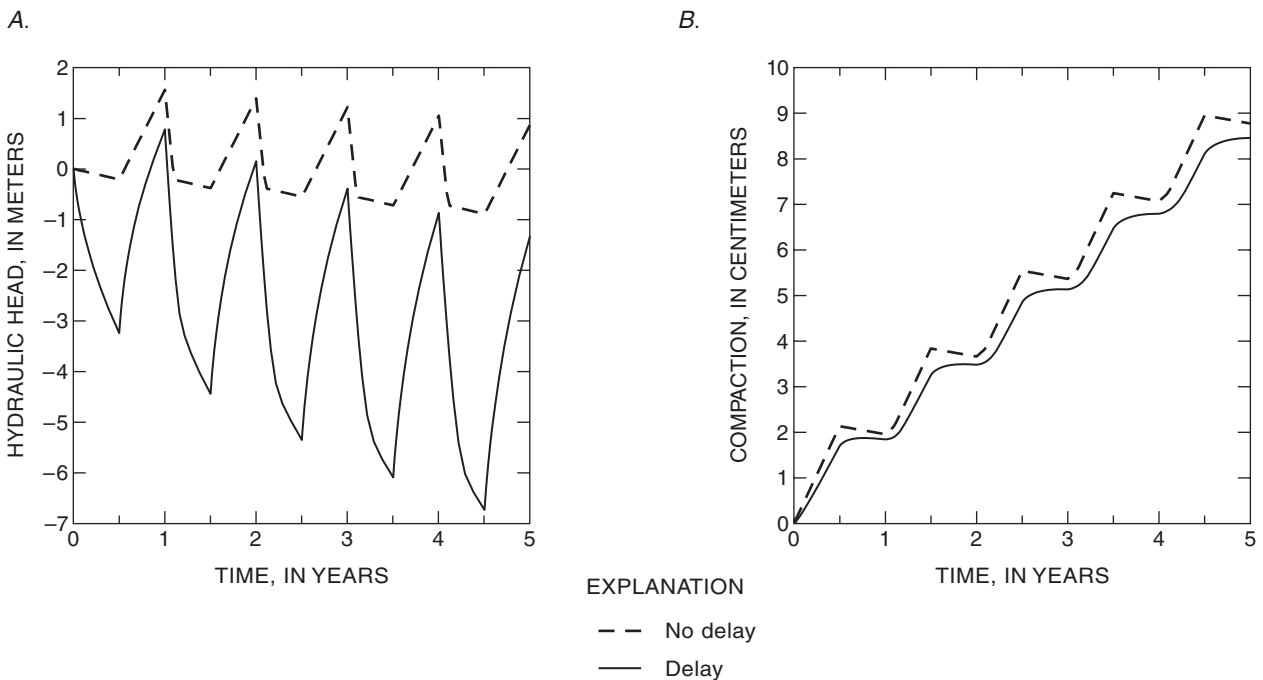 A.
B.
2
1
0
–1
–2
–3
–4
–5
–6
–7
HYDRAULIC HEAD, IN METERS
0 1 2 3 4 5
TIME, IN YEARS
10
9
8
7
6
5
4
3
2
1
0
COMPACTION, IN CENTIMETERS
0 1 2 3 4 5
TIME, IN YEARS
EXPLANATION
No delay
Delay